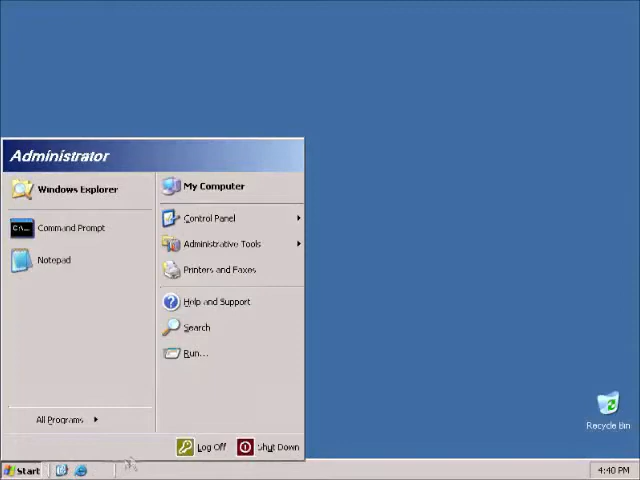 Administrator
Windows Explorer
Command Prompt
Notepad
All Programs
My Computer
Control Panel
Administrative Tools
Printers and Faxes
Help and Support
Search
Run...
Log Off
Shut Down
Recycle Bin
Start
4:40 PM